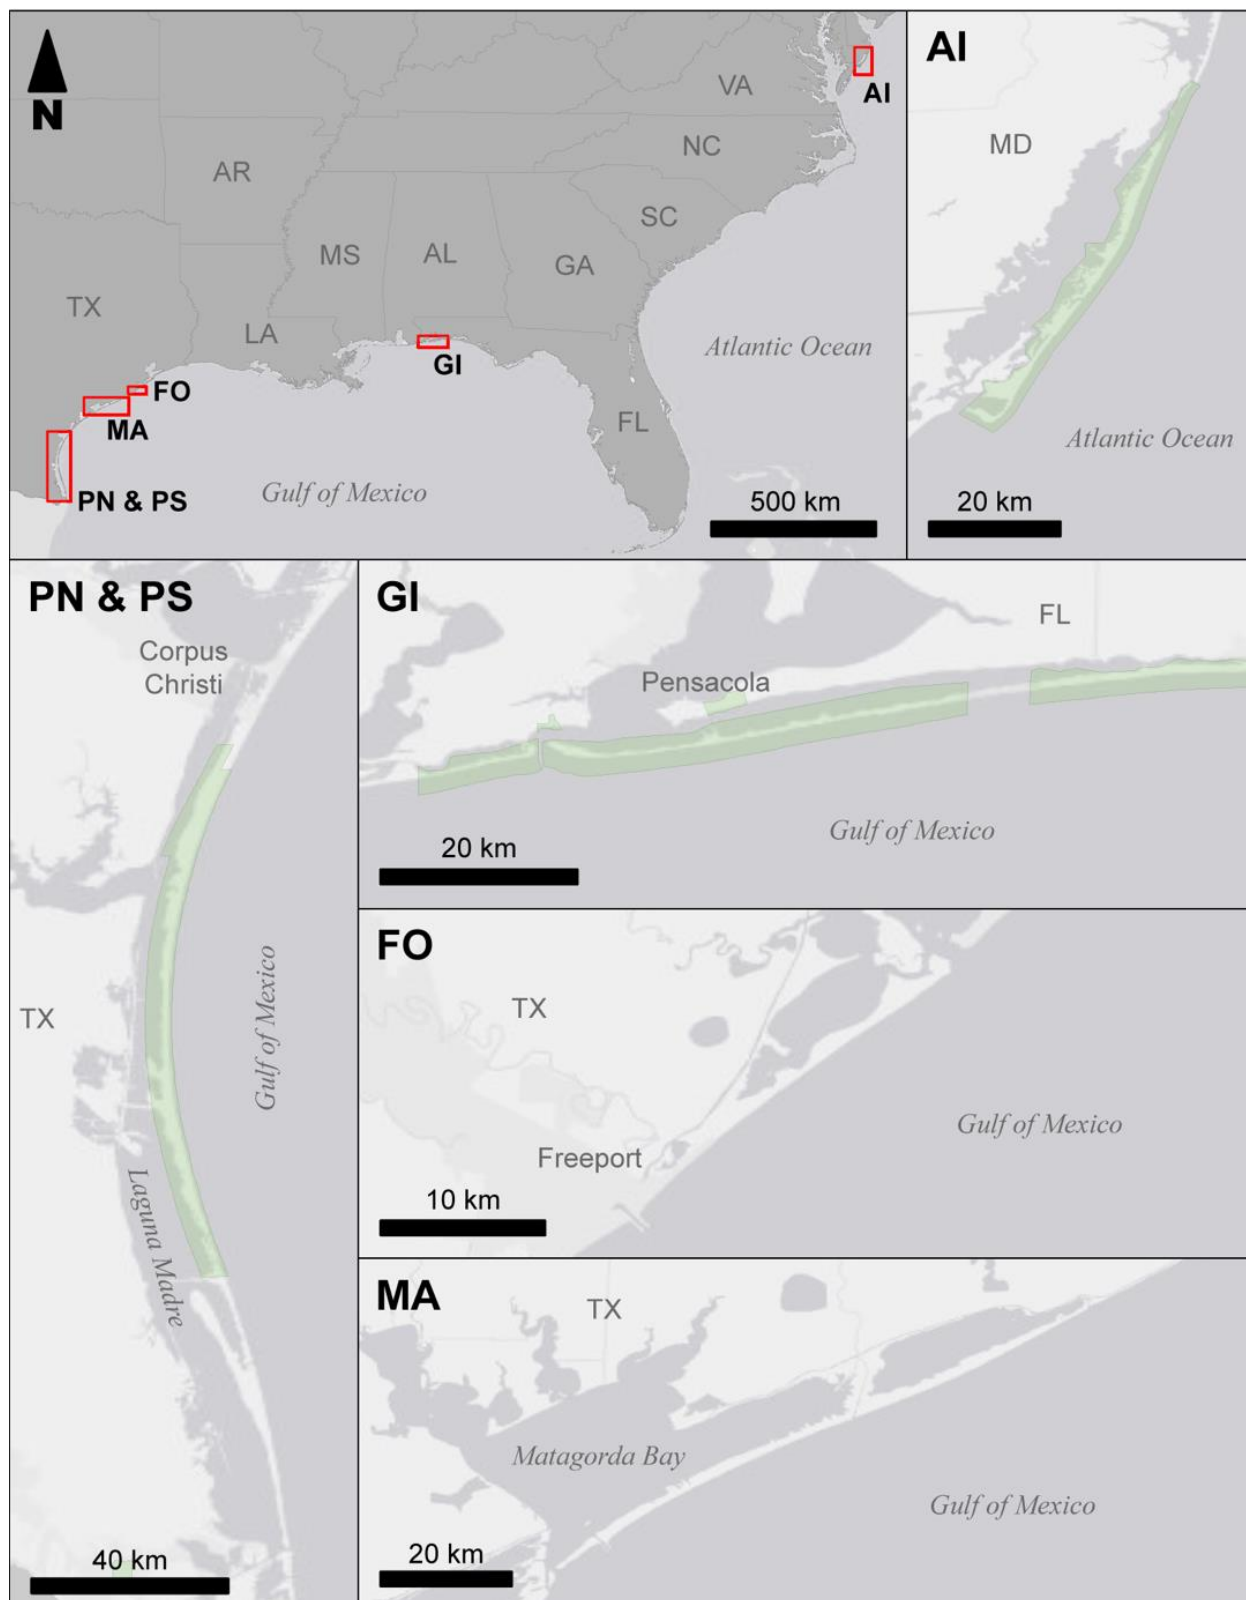 N
VA
AI
NC
AR
SC
MS
AL
GA
TX
LA
Atlantic Ocean
GI
FO
MA
FL
PN & PS
Gulf of Mexico
500 km
AI
MD
Atlantic Ocean
20 km
PN & PS
Corpus
Christi
TX
Gulf of Mexico
Laguna Madre
40 km
GI
FL
Pensacola
Gulf of Mexico
20 km
FO
TX
Gulf of Mexico
Freeport
10 km
MA
TX
Matagorda Bay
Gulf of Mexico
20 km